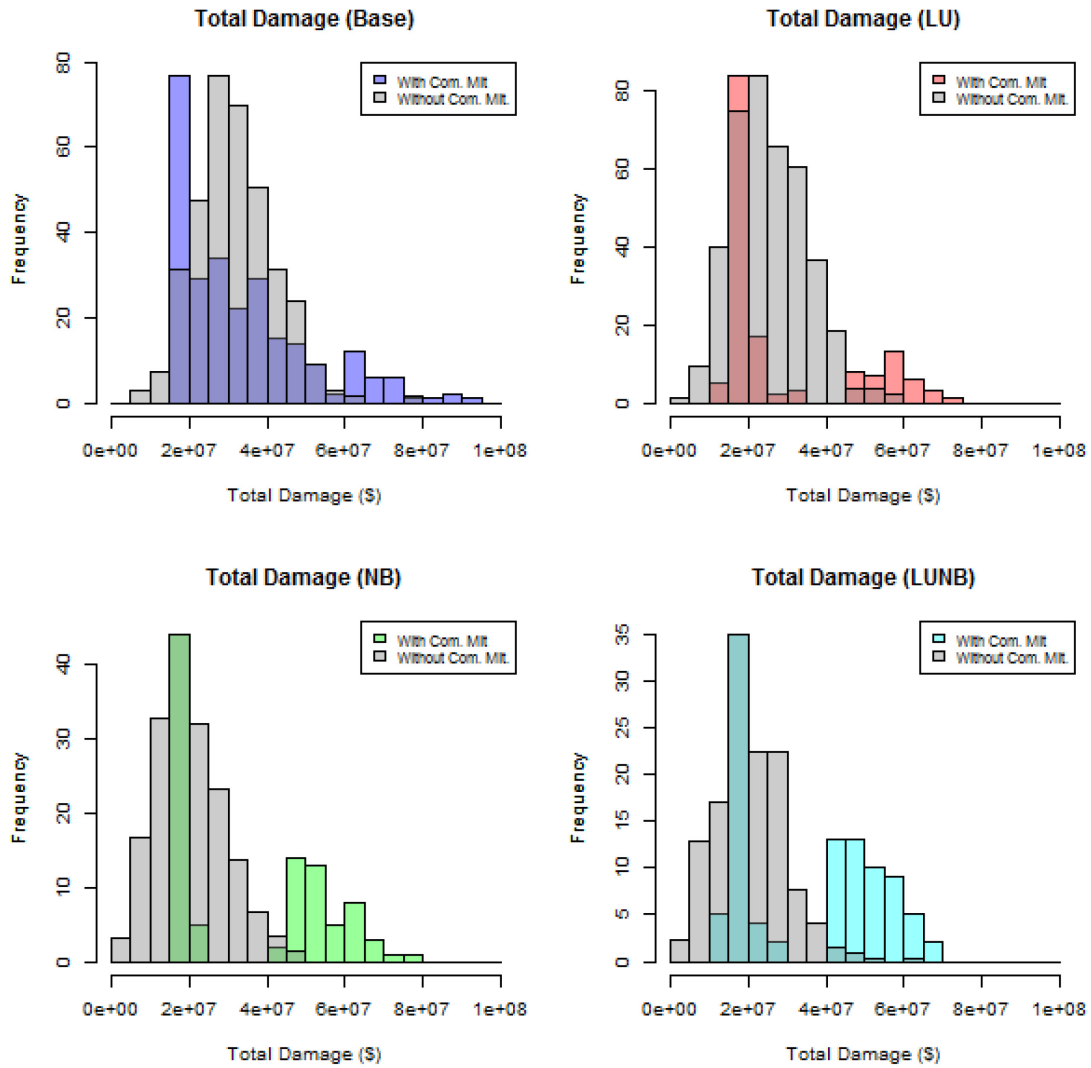 Total Damage (Base)
With Com. Mit
Without Com. Mit.
80
60
40
20
0
Frequency
0e+00 2e+07 4e+07 6e+07 8e+07 1e+08
Total Damage ($)
Total Damage (LU)
With Com. Mit
Without Com. Mit.
80
60
40
20
0
Frequency
0e+00 2e+07 4e+07 6e+07 8e+07 1e+08
Total Damage ($)
Total Damage (NB)
With Com. Mit
Without Com. Mit.
40
30
20
10
0
Frequency
0e+00 2e+07 4e+07 6e+07 8e+07 1e+08
Total Damage ($)
Total Damage (LUNB)
With Com. Mit
Without Com. Mit.
35
30
25
20
15
10
5
0
Frequency
0e+00 2e+07 4e+07 6e+07 8e+07 1e+08
Total Damage ($)